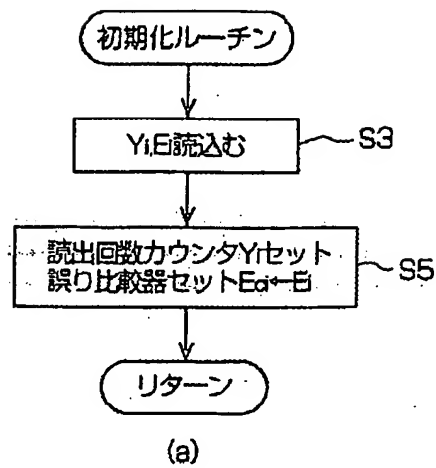 初期化ルーチン
Yi,Ei読込む
S3
読出回数カウンタYrセット
誤り比較器セットEai←Ei
S5
リターン
(a)